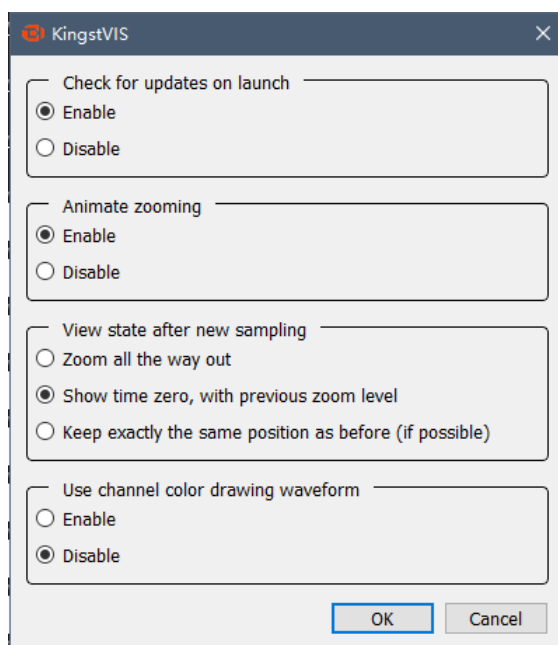 KingstVIS
Check for updates on launch
Enable
Disable
Animate zooming
Enable
Disable
View state after new sampling
Zoom all the way out
Show time zero, with previous zoom level
Keep exactly the same position as before (if possible)
Use channel color drawing waveform
Enable
Disable
OK Cancel